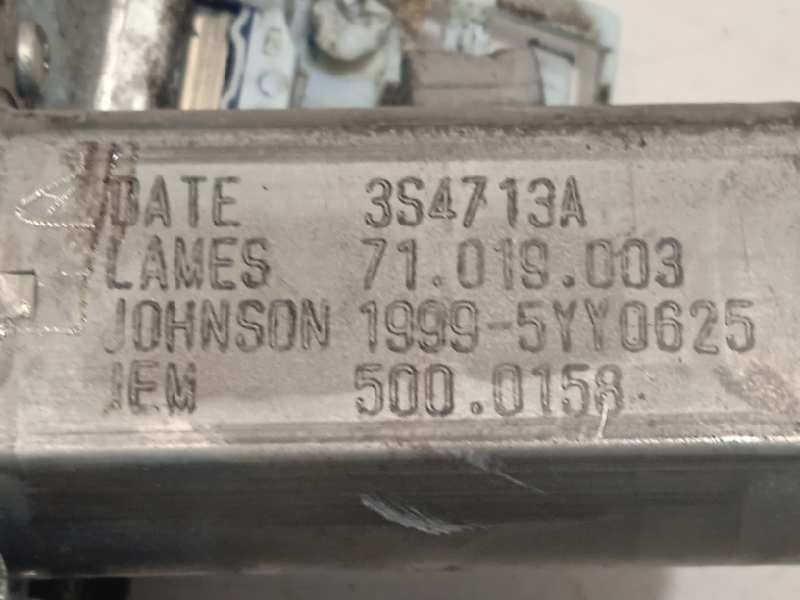 DATE 3S4713A
LAMES 71.019.003
JOHNSON 1999-5YY0625
IEM 500.0158